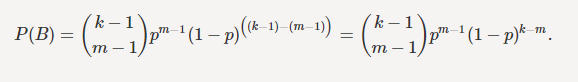 P(B) = \binom{k-1}{m-1} p^{m-1} (1-p)^{((k-1)-(m-1))} = \binom{k-1}{m-1} p^{m-1} (1-p)^{k-m}.